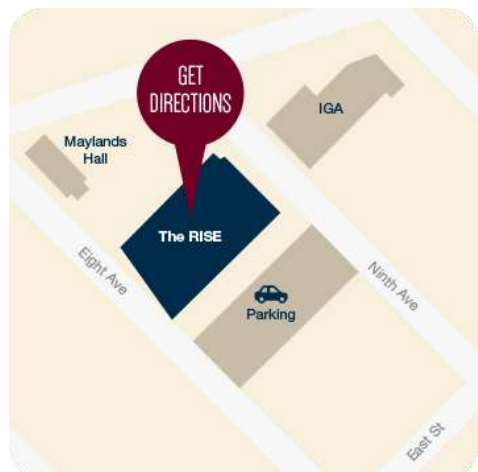 GET
DIRECTIONS
IGA
Maylands
Hall
The RISE
Eight Ave
Ninth Ave
Parking
East St